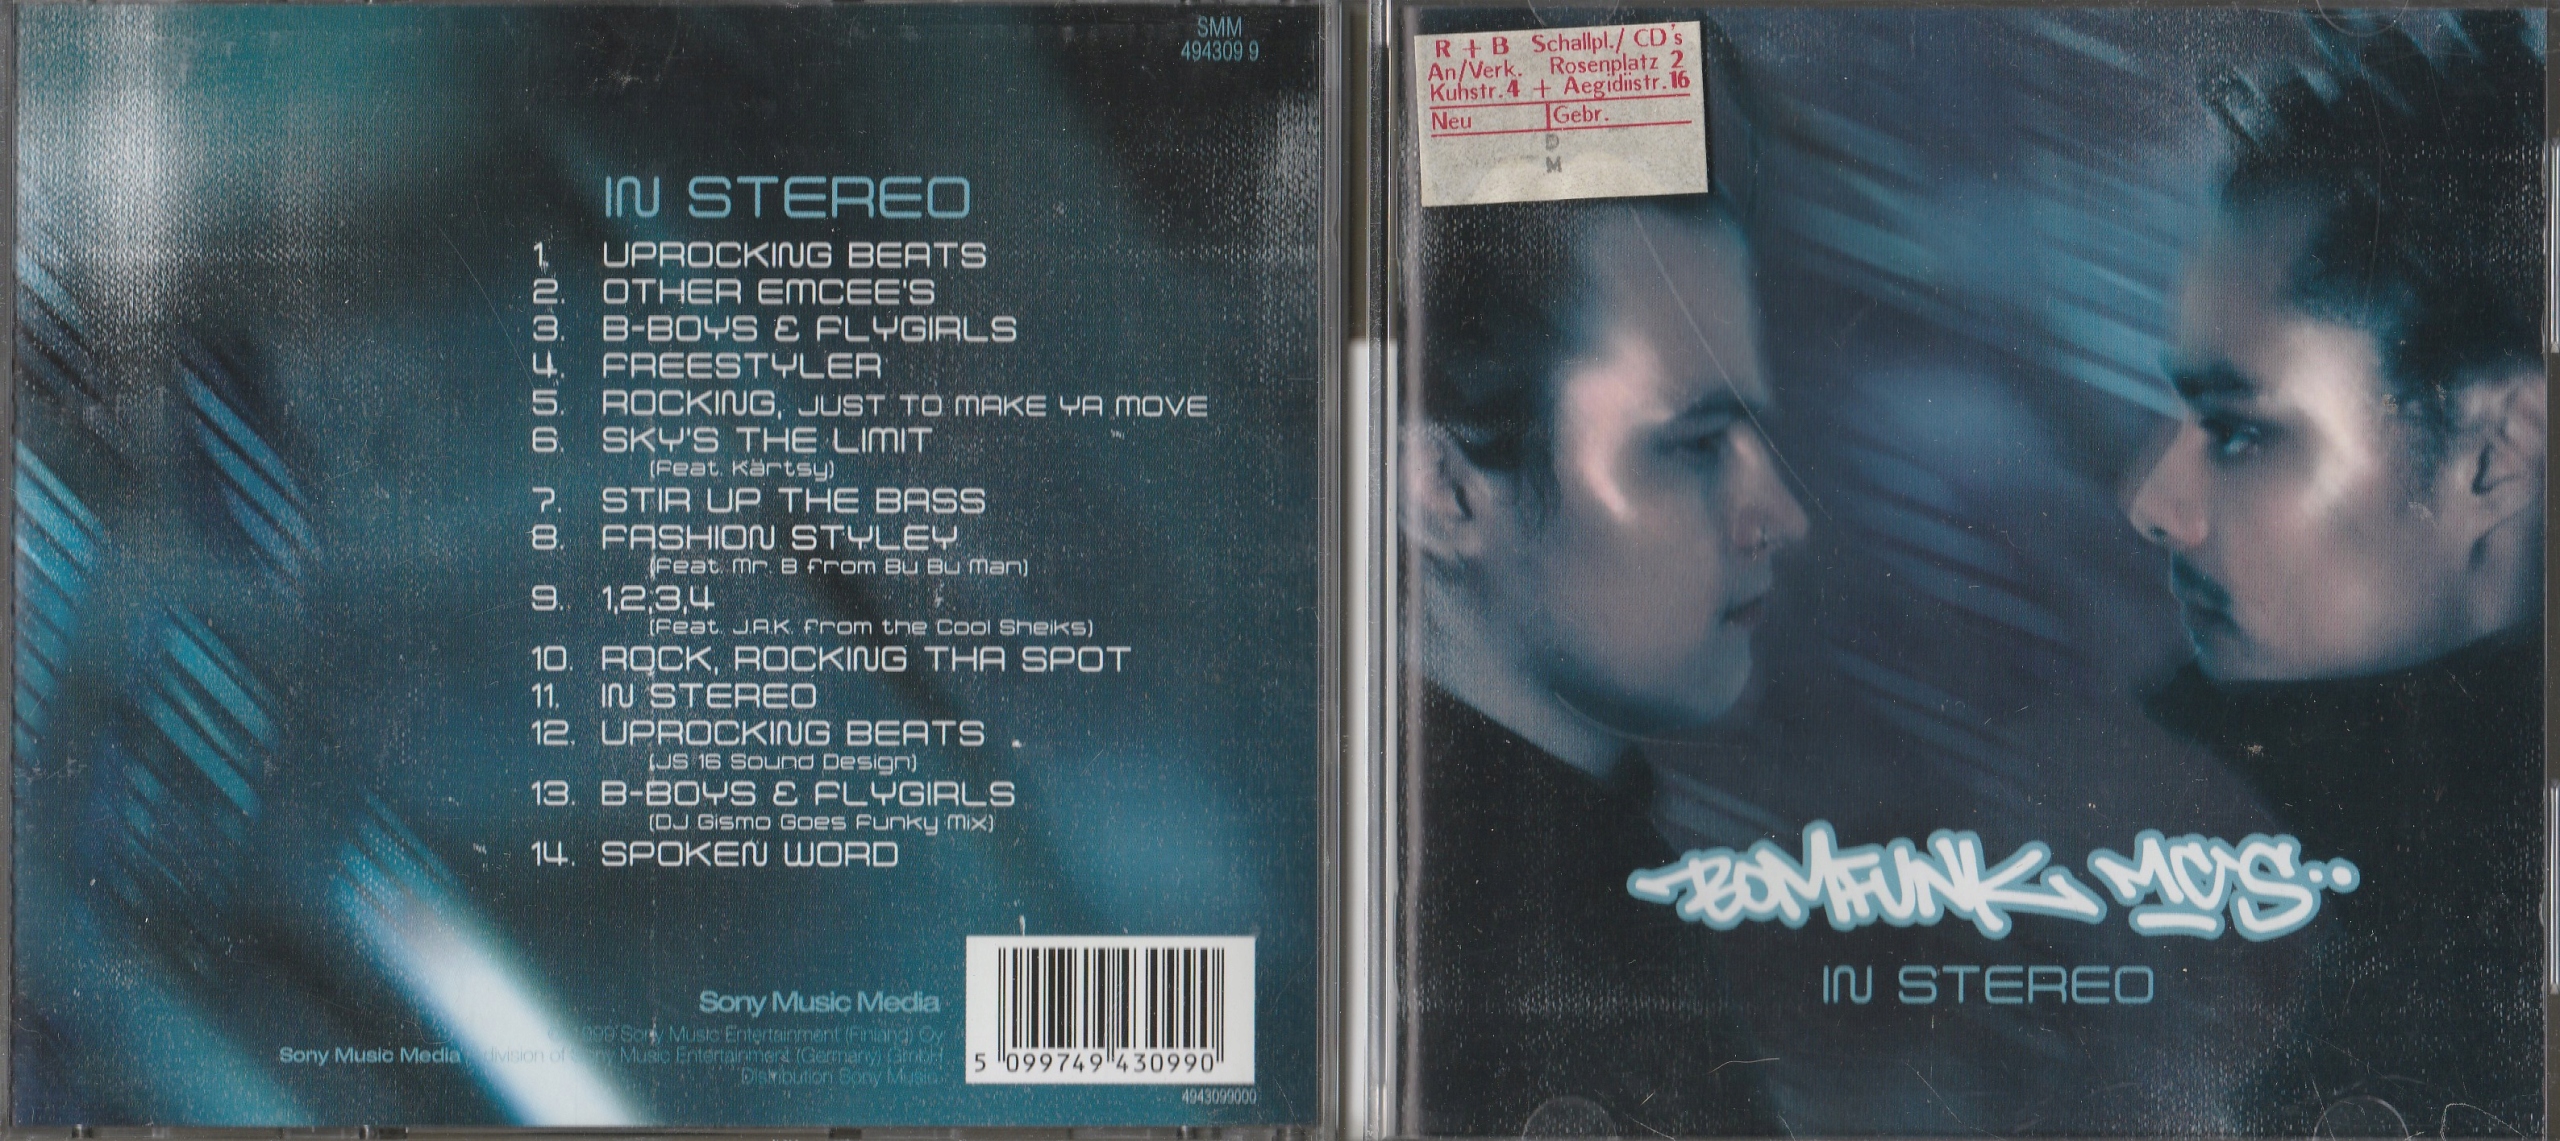 SMM
494309 9
IN STEREO
1. UPROCKING BEATS
2. OTHER EMCEE'S
3. B-BOYS & FLYGIRLS
4. FREESTYLER
5. ROCKING, JUST TO MAKE YA MOVE
6. SKY'S THE LIMIT
(Feat. Kärtsy)
7. STIR UP THE BASS
8. FASHION STYLEY
(Feat. Mr. B from Bu Bu Man)
9. 1,2,3,4
(Feat. J.A.K. from the Cool Sheiks)
10. ROCK, ROCKING THA SPOT
11. IN STEREO
12. UPROCKING BEATS
(JS 16 Sound Design)
13. B-BOYS & FLYGIRLS
(DJ Gismo Goes Funky Mix)
14. SPOKEN WORD
Sony Music Media
1999 Sony Music Entertainment (Finland) Oy
Sony Music Media division of Sony Music Entertainment (Germany) GmbH
Distribution Sony Music
5 099749 430990
4943099000
R + B Schallpl./ CD's
An/Verk. Rosenplatz 2
Kuhstr.4 + Aegidiistr.16
Neu Gebr.
D
M
BOMFUNK MC'S..
IN STEREO